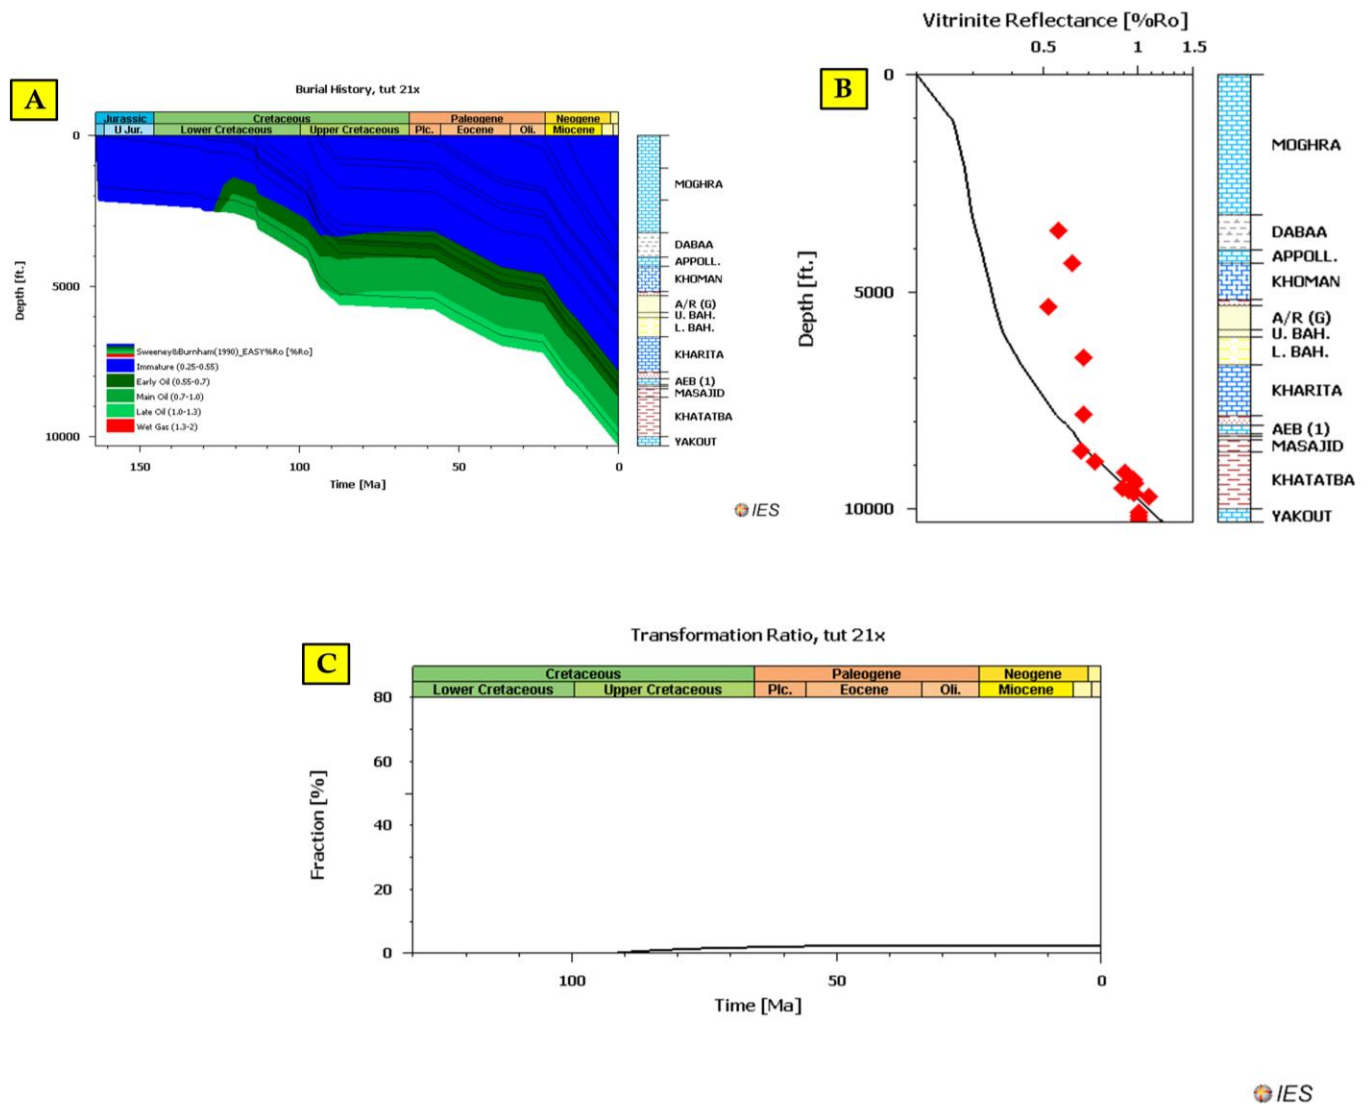 A
Burial History, tut 21x
Jurassic Cretaceous Paleogene Neogene
U Jur. Lower Cretaceous Upper Cretaceous Plc. Eocene Oli. Miocene
0
5000
10000
Depth [ft.]
Sweeney&Burnham(1990)_EASY%Ro [%Ro]
Immature (0.25-0.55)
Early Oil (0.55-0.7)
Main Oil (0.7-1.0)
Late Oil (1.0-1.3)
Wet Gas (1.3-2)
150 100 50 0
Time [Ma]
MOGHRA
DABAA
APPOLL.
KHOMAN
A/R (G)
U. BAH.
L. BAH.
KHARITA
AEB (1)
MASAJID
KHATATBA
YAKOUT
IES
B
Vitrinite Reflectance [%Ro]
0.5 1 1.5
0
5000
10000
Depth [ft.]
MOGHRA
DABAA
APPOLL.
KHOMAN
A/R (G)
U. BAH.
L. BAH.
KHARITA
AEB (1)
MASAJID
KHATATBA
YAKOUT
C
Transformation Ratio, tut 21x
Cretaceous Paleogene Neogene
Lower Cretaceous Upper Cretaceous Plc. Eocene Oli. Miocene
80
60
40
20
0
Fraction [%]
100 50 0
Time [Ma]
IES